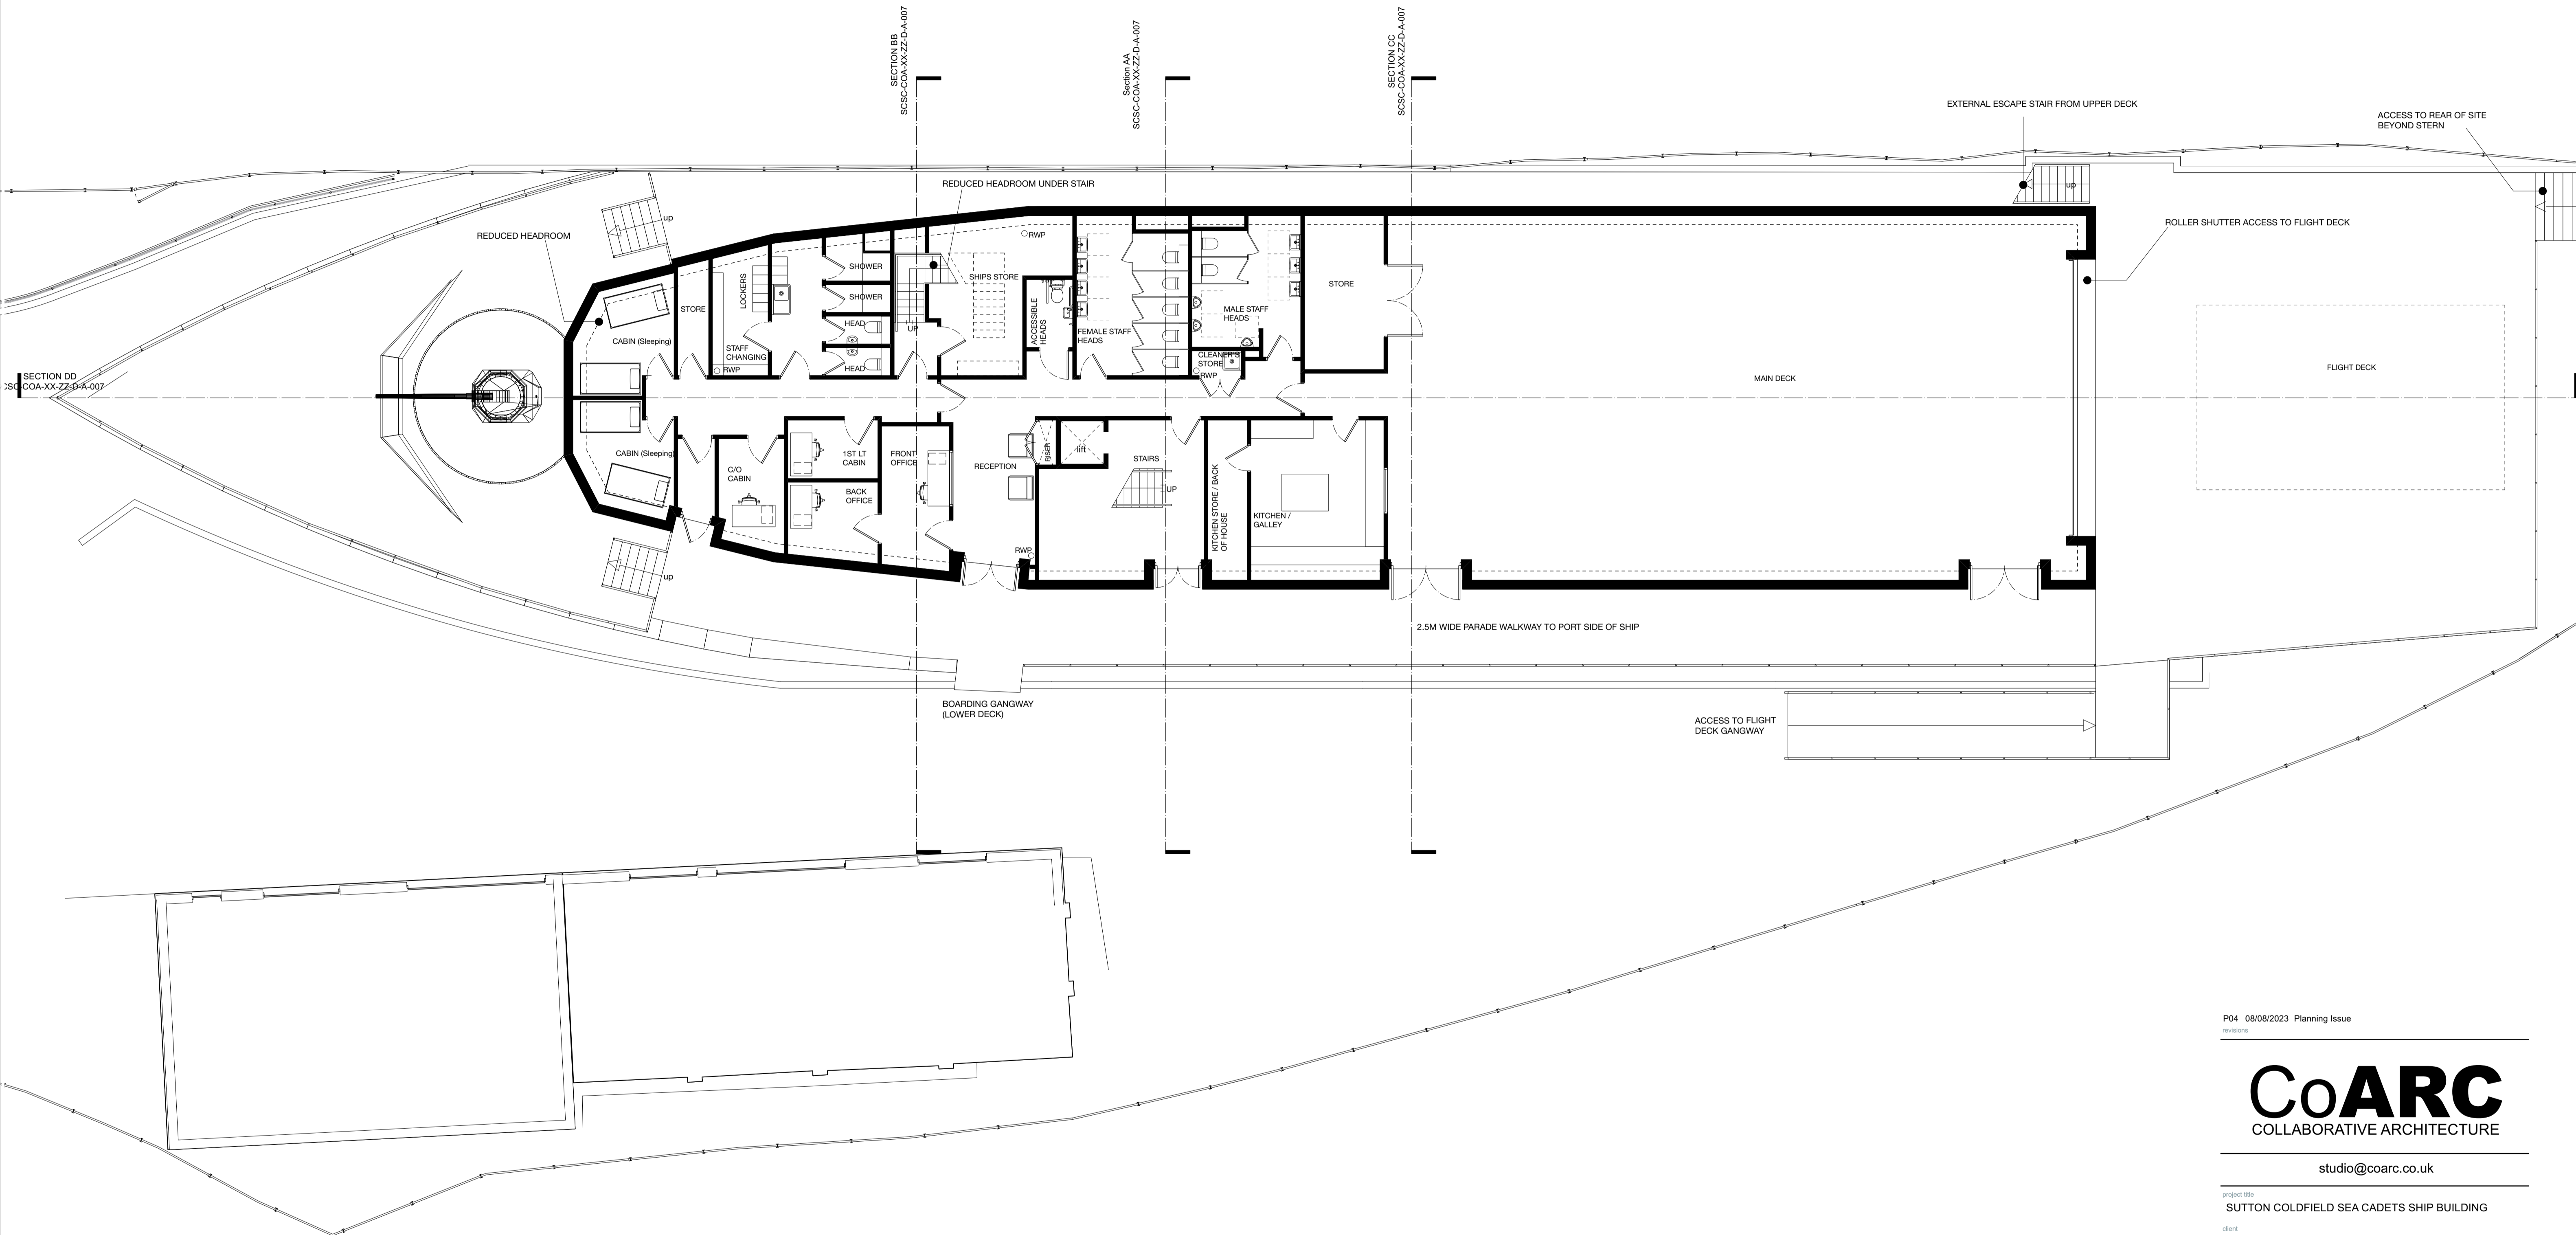 SECTION BB
SCSC-COA-XX-ZZ-D-A-007
Section AA
SCSC-COA-XX-ZZ-D-A-007
SECTION CC
SCSC-COA-XX-ZZ-D-A-007
EXTERNAL ESCAPE STAIR FROM UPPER DECK
ACCESS TO REAR OF SITE
BEYOND STERN
REDUCED HEADROOM UNDER STAIR
up
up
ROLLER SHUTTER ACCESS TO FLIGHT DECK
REDUCED HEADROOM
RWP
SHOWER
SHIPS STORE
LOCKERS
STORE
SHOWER
STORE
CABIN (Sleeping)
STAFF
CHANGING
RWP
HEAD
HEAD
UP
ACCESSIBLE
HEADS
FEMALE STAFF
HEADS
MALE STAFF
HEADS
CLEANER'S
STORE
RWP
SECTION DD
CSC-COA-XX-ZZ-D-A-007
MAIN DECK
FLIGHT DECK
CABIN (Sleeping)
C/O
CABIN
1ST LT
CABIN
BACK
OFFICE
FRONT
OFFICE
RECEPTION
RISER
lift
STAIRS
UP
KITCHEN STORE / BACK
OF HOUSE
KITCHEN /
GALLEY
RWP
up
2.5M WIDE PARADE WALKWAY TO PORT SIDE OF SHIP
BOARDING GANGWAY
(LOWER DECK)
ACCESS TO FLIGHT
DECK GANGWAY
P04 08/08/2023 Planning Issue
revisions
CoARC
COLLABORATIVE ARCHITECTURE
studio@coarc.co.uk
project title
SUTTON COLDFIELD SEA CADETS SHIP BUILDING
client